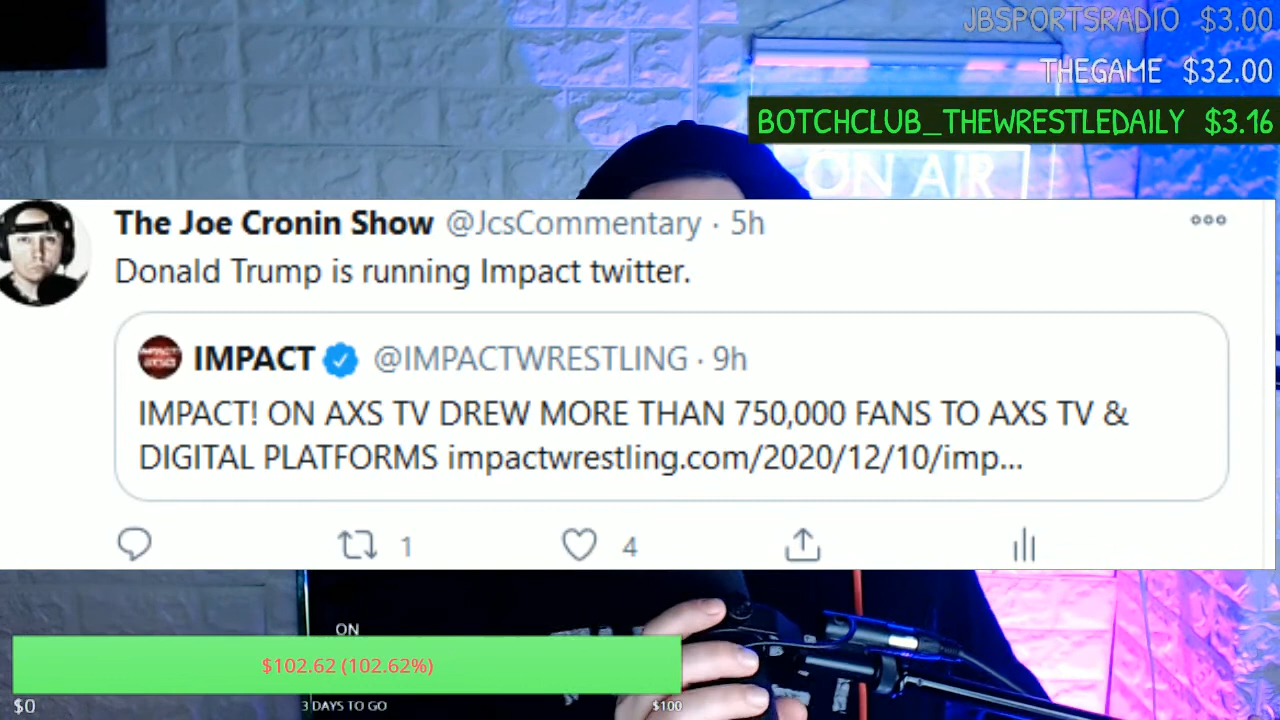 JBSPORTSRADIO $3.00
THEGAME $32.00
BOTCHCLUB_THEWRESTLEDAILY $3.16
ON AIR
The Joe Cronin Show @JcsCommentary · 5h
Donald Trump is running Impact twitter.
IMPACT @IMPACTWRESTLING · 9h
IMPACT! ON AXS TV DREW MORE THAN 750,000 FANS TO AXS TV &
DIGITAL PLATFORMS impactwrestling.com/2020/12/10/imp...
1 4
ON
$102.62 (102.62%)
$0 3 DAYS TO GO $100